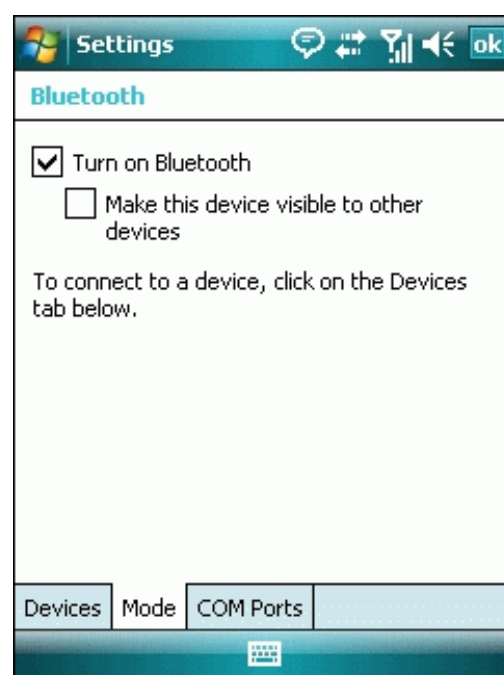 Settings
ok
Bluetooth
Turn on Bluetooth
Make this device visible to other
devices
To connect to a device, click on the Devices
tab below.
Devices Mode COM Ports